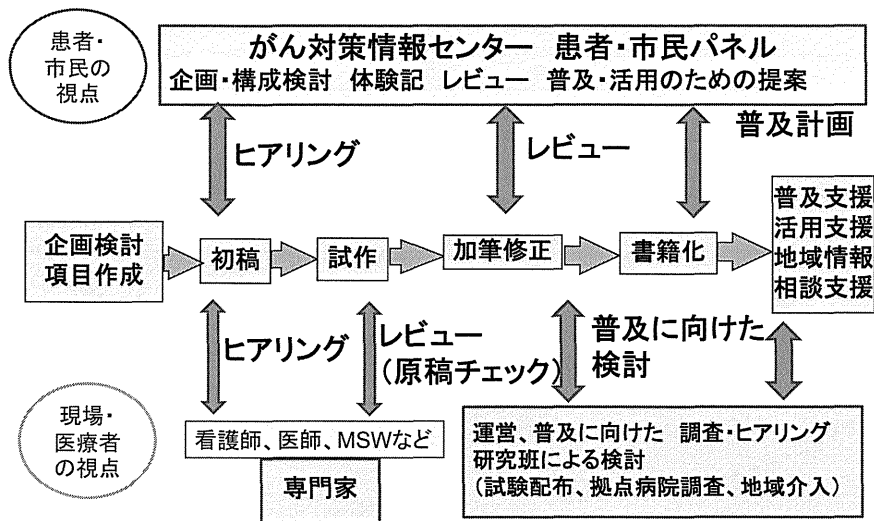 患者・
市民の
視点
がん対策情報センター 患者・市民パネル
企画・構成検討 体験記 レビュー 普及・活用のための提案
ヒアリング
レビュー
普及計画
企画検討
項目作成
初稿
試作
加筆修正
書籍化
普及支援
活用支援
地域情報
相談支援
ヒアリング
レビュー
(原稿チェック)
普及に向けた
検討
現場・
医療者
の視点
看護師、医師、MSWなど
専門家
運営、普及に向けた 調査・ヒアリング
研究班による検討
(試験配布、拠点病院調査、地域介入)